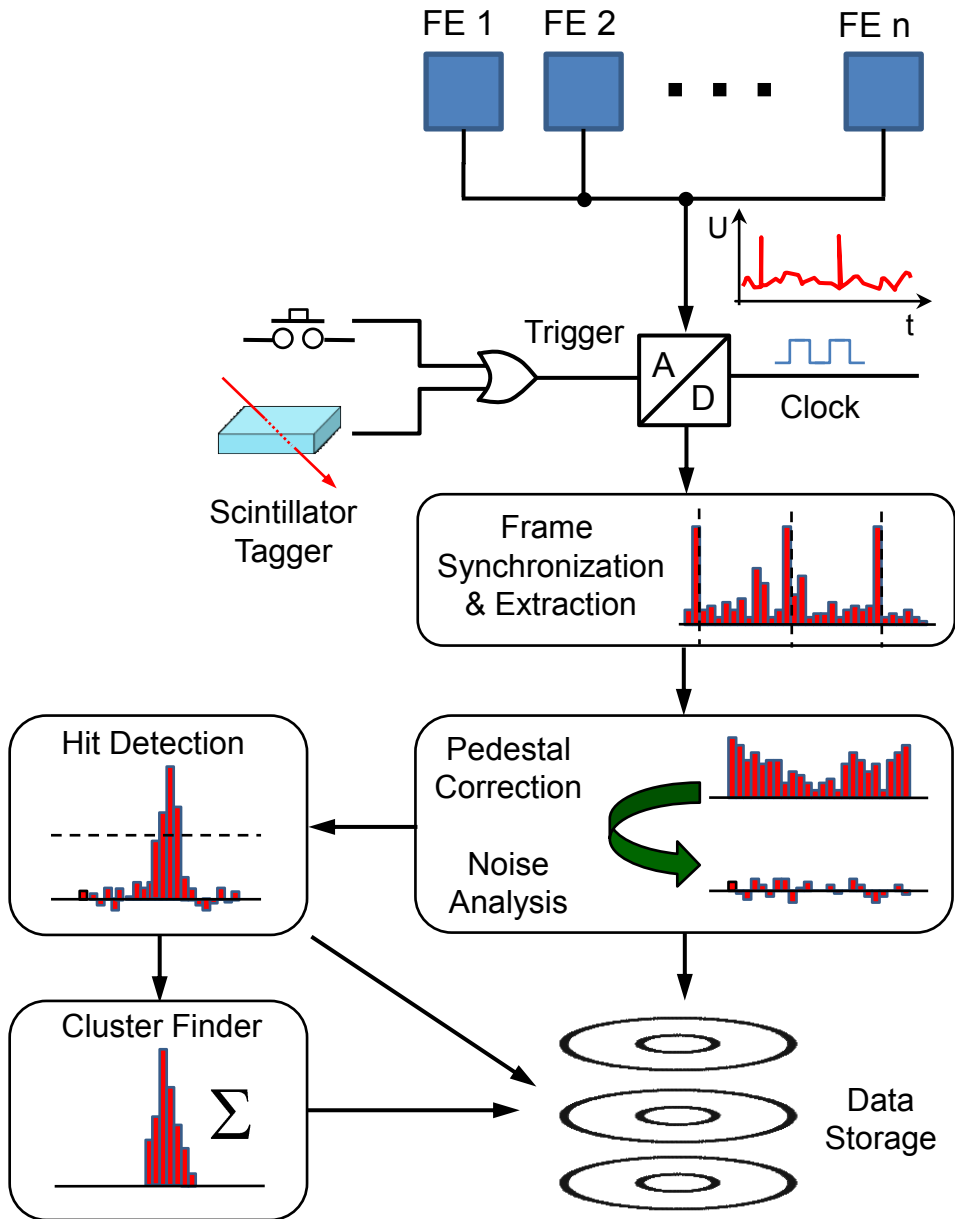 FE 1
FE 2
FE n
U
t
Trigger
A
D
Clock
Scintillator
Tagger
Frame
Synchronization
& Extraction
Hit Detection
Pedestal
Correction
Noise
Analysis
Cluster Finder
Σ
Data
Storage